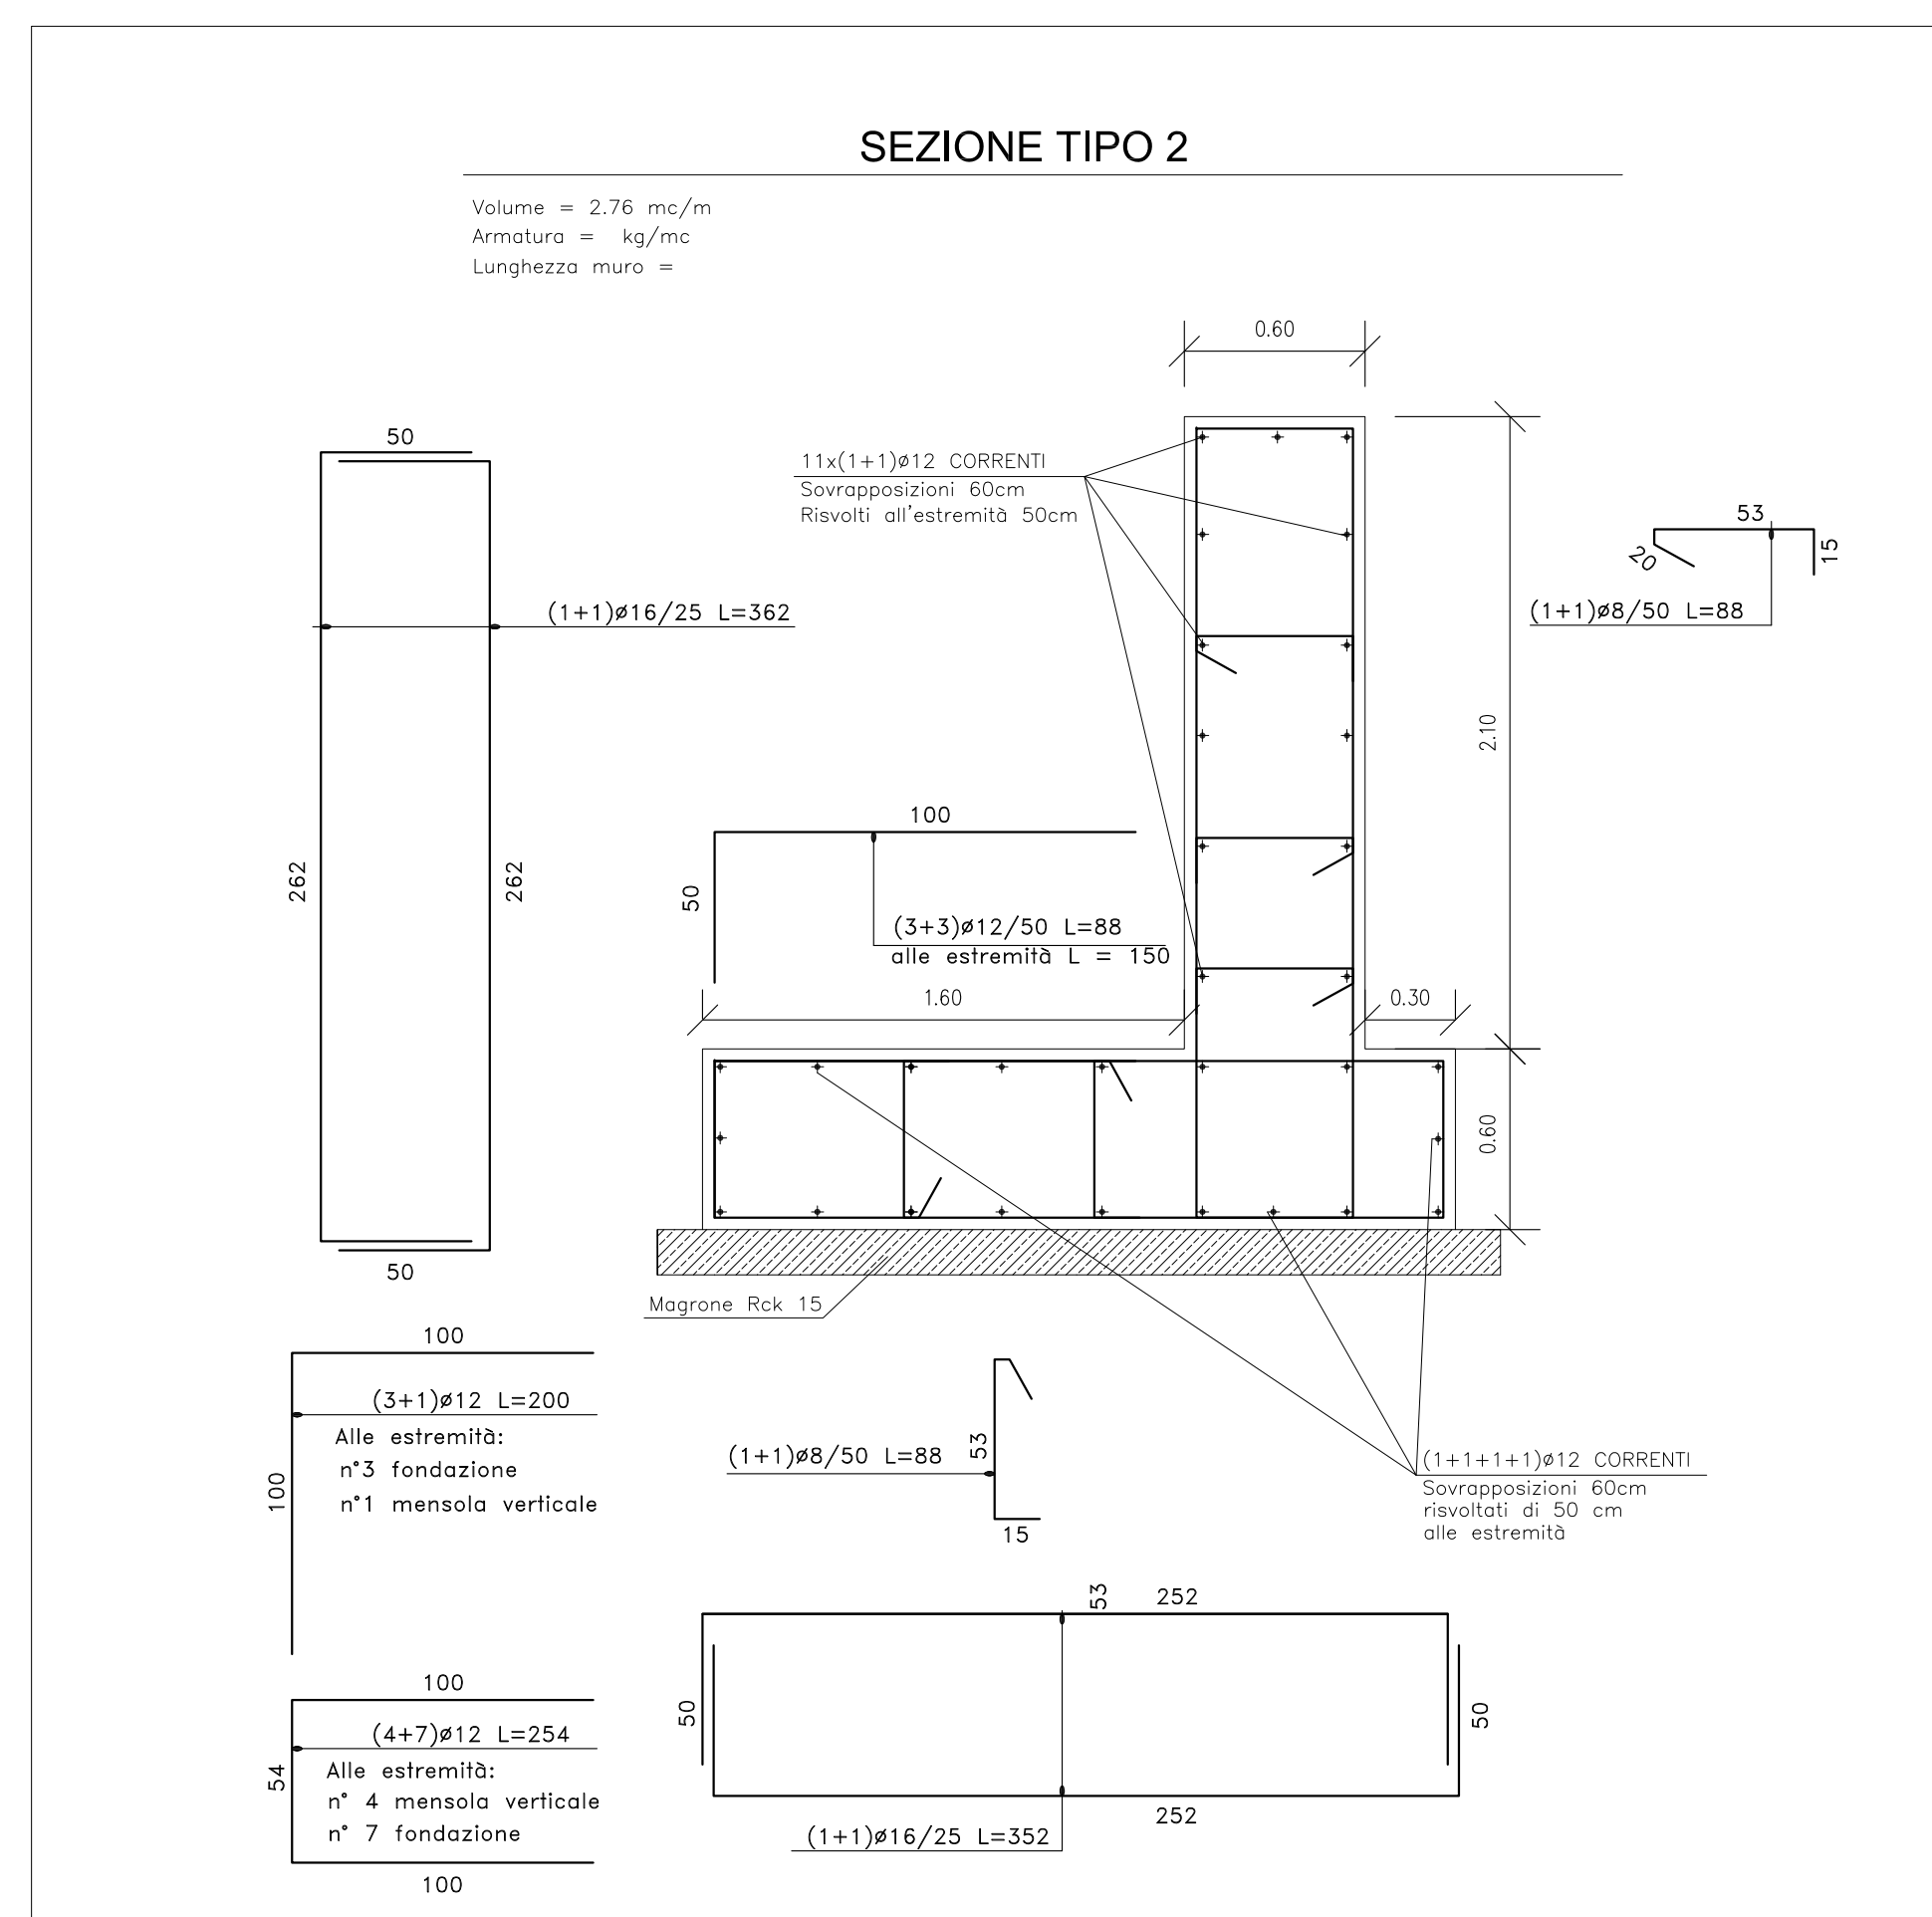 SEZIONE TIPO 2
Volume = 2.76 mc/m
Armatura = kg/mc
Lunghezza muro =
0.60
50
11x(1+1)ø12 CORRENTI
Sovrapposizioni 60cm
Risvolti all'estremità 50cm
53
20
15
(1+1)ø16/25 L=362
(1+1)ø8/50 L=88
2.10
100
262
262
50
(3+3)ø12/50 L=88
alle estremità L = 150
1.60
0.30
0.60
50
Magrone Rck 15
100
(3+1)ø12 L=200
Alle estremità:
n°3 fondazione
n°1 mensola verticale
100
(1+1)ø8/50 L=88
53
15
(1+1+1+1)ø12 CORRENTI
Sovrapposizioni 60cm
risvoltati di 50 cm
alle estremità
53
252
100
(4+7)ø12 L=254
Alle estremità:
n° 4 mensola verticale
n° 7 fondazione
54
100
50
50
252
(1+1)ø16/25 L=352